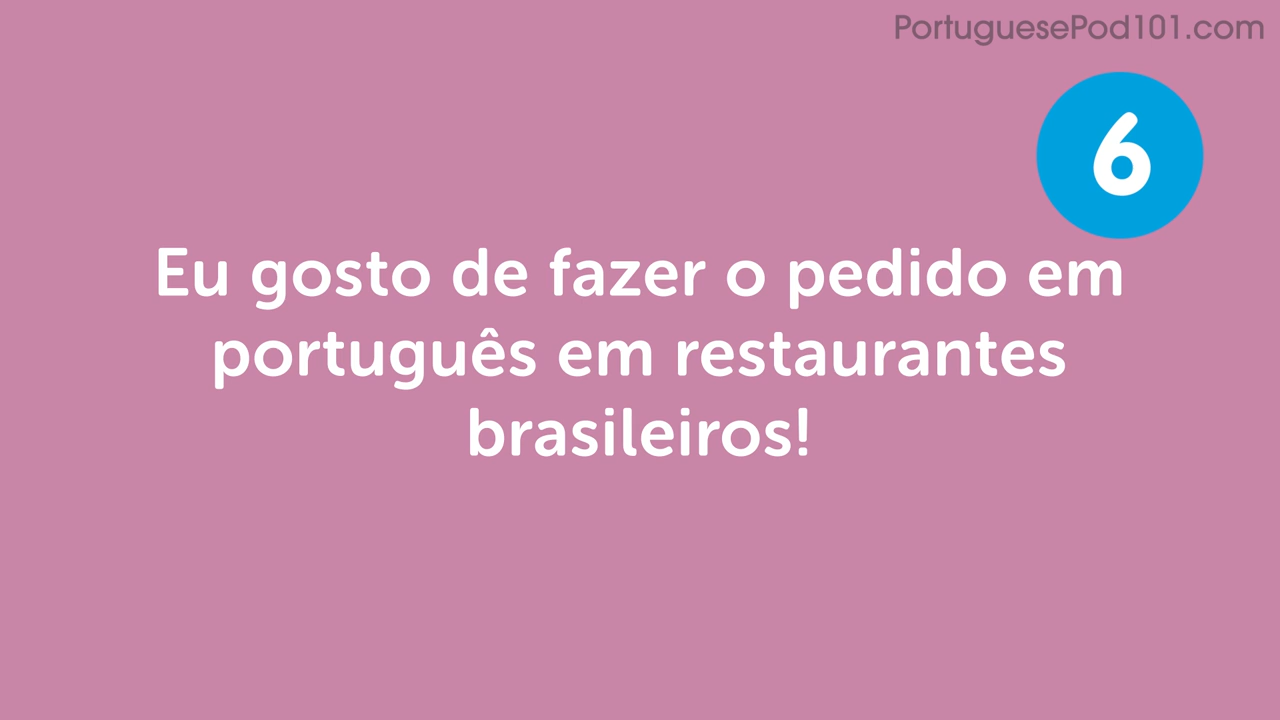 PortuguesePod101.com
6
Eu gosto de fazer o pedido em
português em restaurantes
brasileiros!